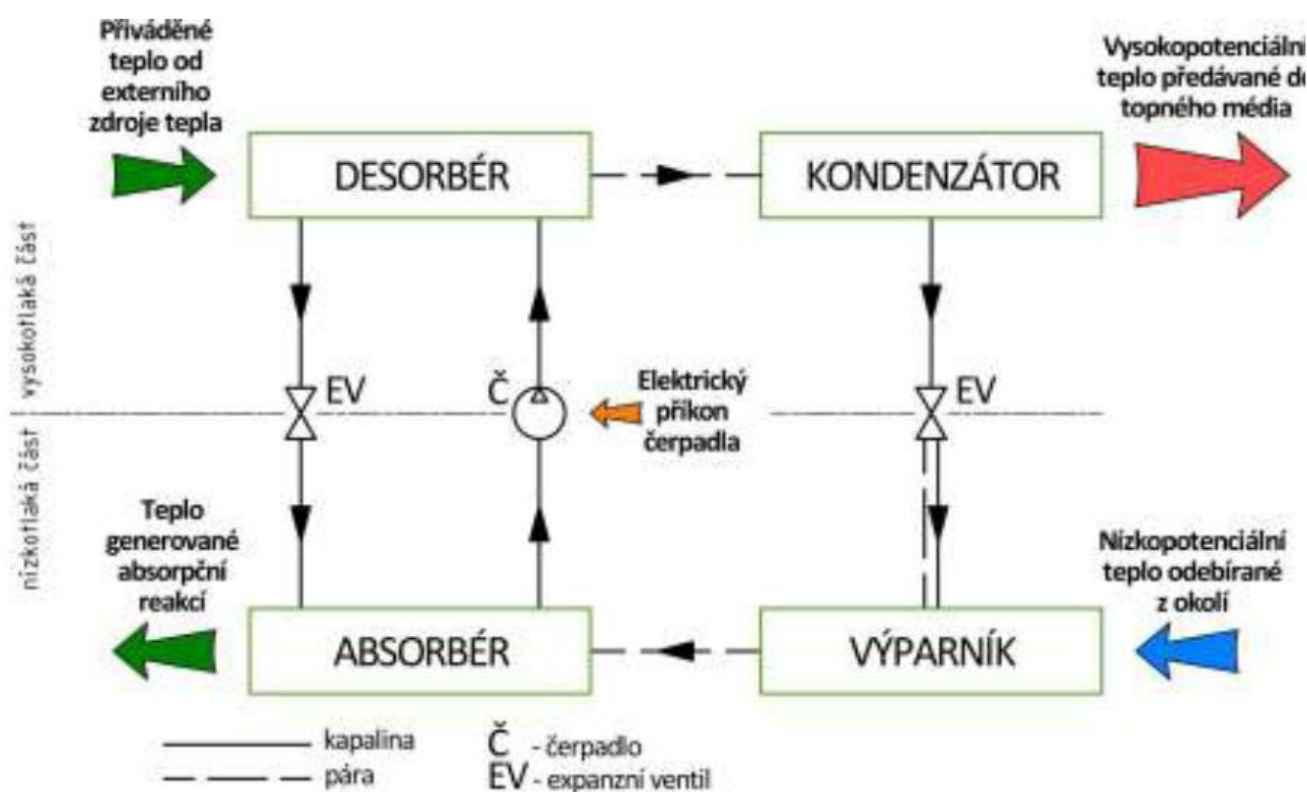 Přiváděné
teplo od
externího
zdroje tepla
Vysokopotenciální
teplo předávané do
topného média
DESORBÉR
KONDENZÁTOR
vysokotlaká část
EV
Č
Elektrický
příkon
čerpadla
EV
nízkotlaká část
Teplo
generované
absorpční
reakcí
Nízkopotenciální
teplo odebírané
z okolí
ABSORBÉR
VÝPARNÍK
kapalina
Č - čerpadlo
pára
EV - expanzní ventil